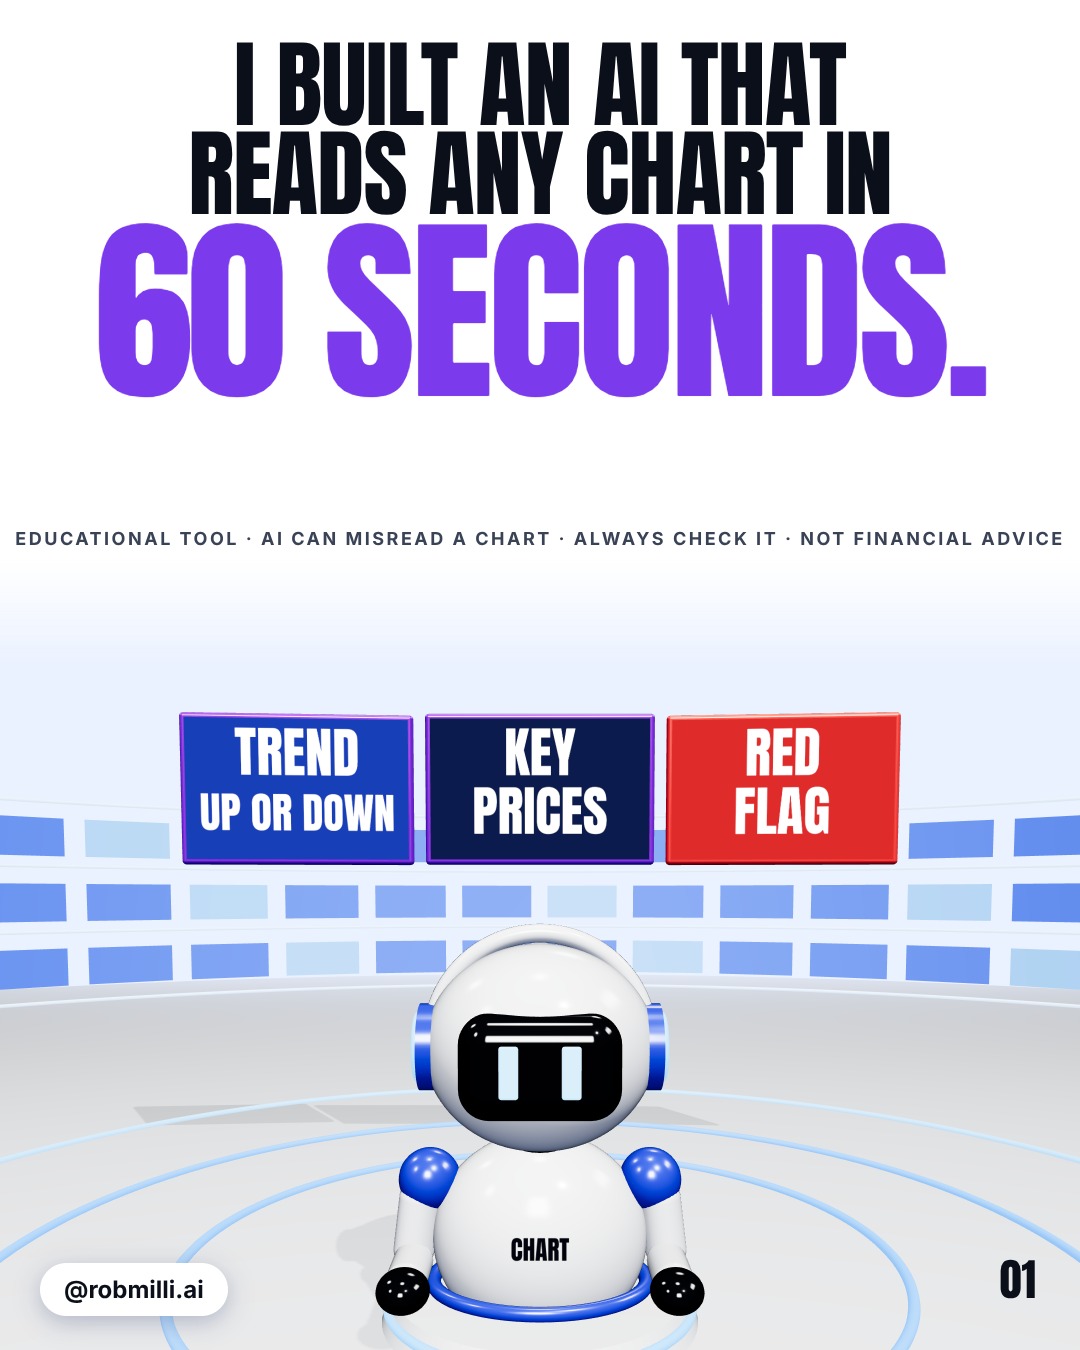 I BUILT AN AI THAT
READS ANY CHART IN
60 SECONDS.
EDUCATIONAL TOOL · AI CAN MISREAD A CHART · ALWAYS CHECK IT · NOT FINANCIAL ADVICE
TREND
UP OR DOWN
KEY
PRICES
RED
FLAG
CHART
@robmilli.ai
01